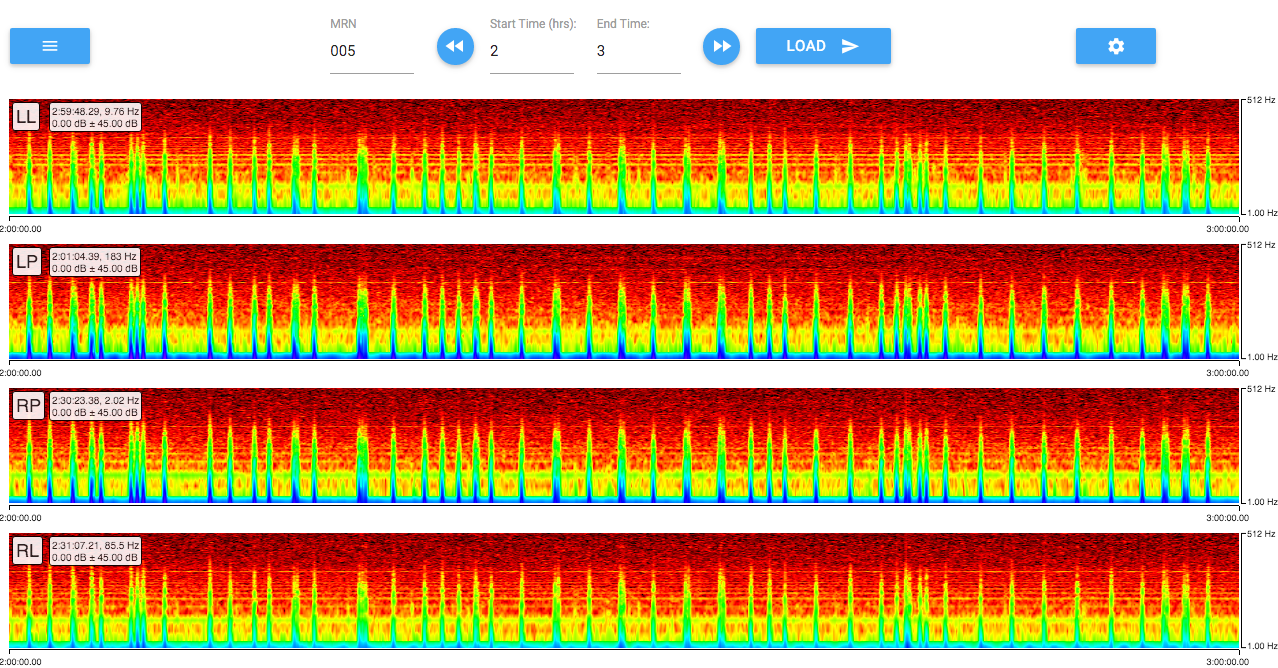 MRN
Start Time (hrs):
End Time:
005
2
3
LOAD
LL
2:59:48.29, 9.76 Hz
0.00 dB ± 45.00 dB
512 Hz
1.00 Hz
2:00:00.00
3:00:00.00
LP
2:01:04.39, 183 Hz
0.00 dB ± 45.00 dB
512 Hz
1.00 Hz
2:00:00.00
3:00:00.00
RP
2:30:23.38, 2.02 Hz
0.00 dB ± 45.00 dB
512 Hz
1.00 Hz
2:00:00.00
3:00:00.00
RL
2:31:07.21, 85.5 Hz
0.00 dB ± 45.00 dB
512 Hz
1.00 Hz
2:00:00.00
3:00:00.00